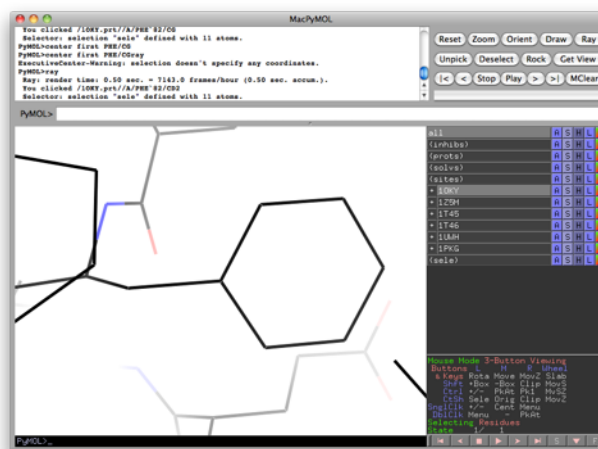 MacPyMOL
You clicked /1OKY.prt//A/PHE`82/CG
Selector: selection "sele" defined with 11 atoms.
PyMOL>center first PHE/CG
PyMOL>center first PHE/CGray
ExecutiveCenter-Warning: selection doesn't specify any coordinates.
PyMOL>ray
Ray: render time: 0.50 sec. = 7163.0 frames/hour (0.50 sec. accum.).
You clicked /1OKY.prt//A/PHE`82/CD2
Selector: selection "sele" defined with 11 atoms.
Reset Zoom Orient Draw Ray
Unpick Deselect Rock Get View
|< < Stop Play > >| MClear
PyMOL>
all A S H L
(inhibs) A S H L
(prots) A S H L
(solvs) A S H L
(sites) A S H L
+ 1OKY A S H L
+ 1Z5M A S H L
+ 1T45 A S H L
+ 1T46 A S H L
+ 1UWH A S H L
+ 1PKG A S H L
(sele) A S H L
Mouse Mode 3-Button Viewing
Buttons L M R Wheel
& Keys Rota Move MovZ Slab
Shft +Box -Box Clip MovS
Ctrl +/- PkAt Pk1 MvSZ
CtSh Sele Orig Clip MovZ
SnglClk +/- Cent Menu
DblClk Menu - PkAt
Selecting Residues
State 1/ 1
PyMOL>_
S F